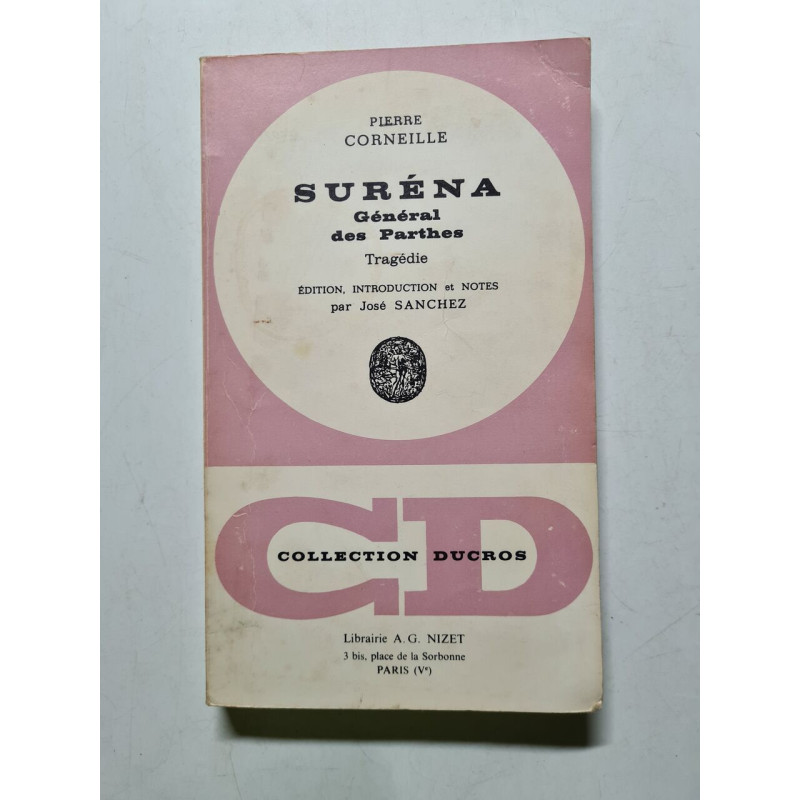 PIERRE
CORNEILLE
SURÉNA
Général
des Parthes
Tragédie
ÉDITION, INTRODUCTION et NOTES
par José SANCHEZ
CD
COLLECTION DUCROS
Librairie A. G. NIZET
3 bis, place de la Sorbonne
PARIS (Ve)